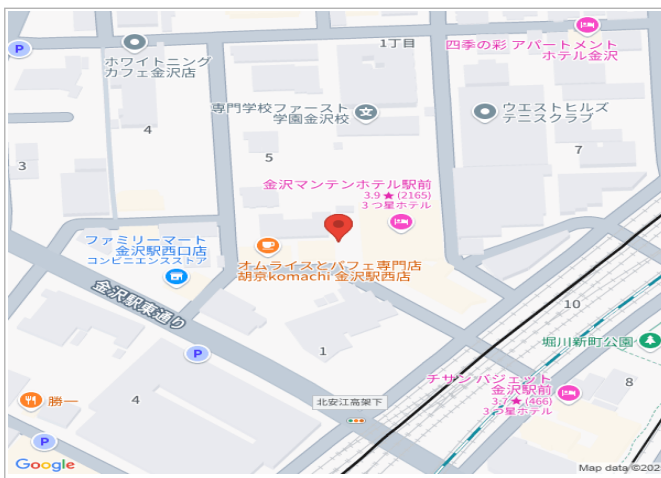 P
ホワイトニング
カフェ金沢店
1丁目
四季の彩 アパートメント
ホテル金沢
4
専門学校ファースト
学園金沢校
ウエストヒルズ
テニスクラブ
3
5
7
金沢マンテンホテル駅前
3.9 ★ (2165)
3 つ星ホテル
ファミリーマート
金沢駅西口店
コンビニエンスストア
オムライスとパフェ専門店
胡京komachi 金沢駅西店
金沢駅東通り
10
堀川新町公園
P
1
チサン バジェット
金沢駅前
3.7 ★ (466)
3 つ星ホテル
8
4
勝一
北安江高架下
P
Google
Map data ©202